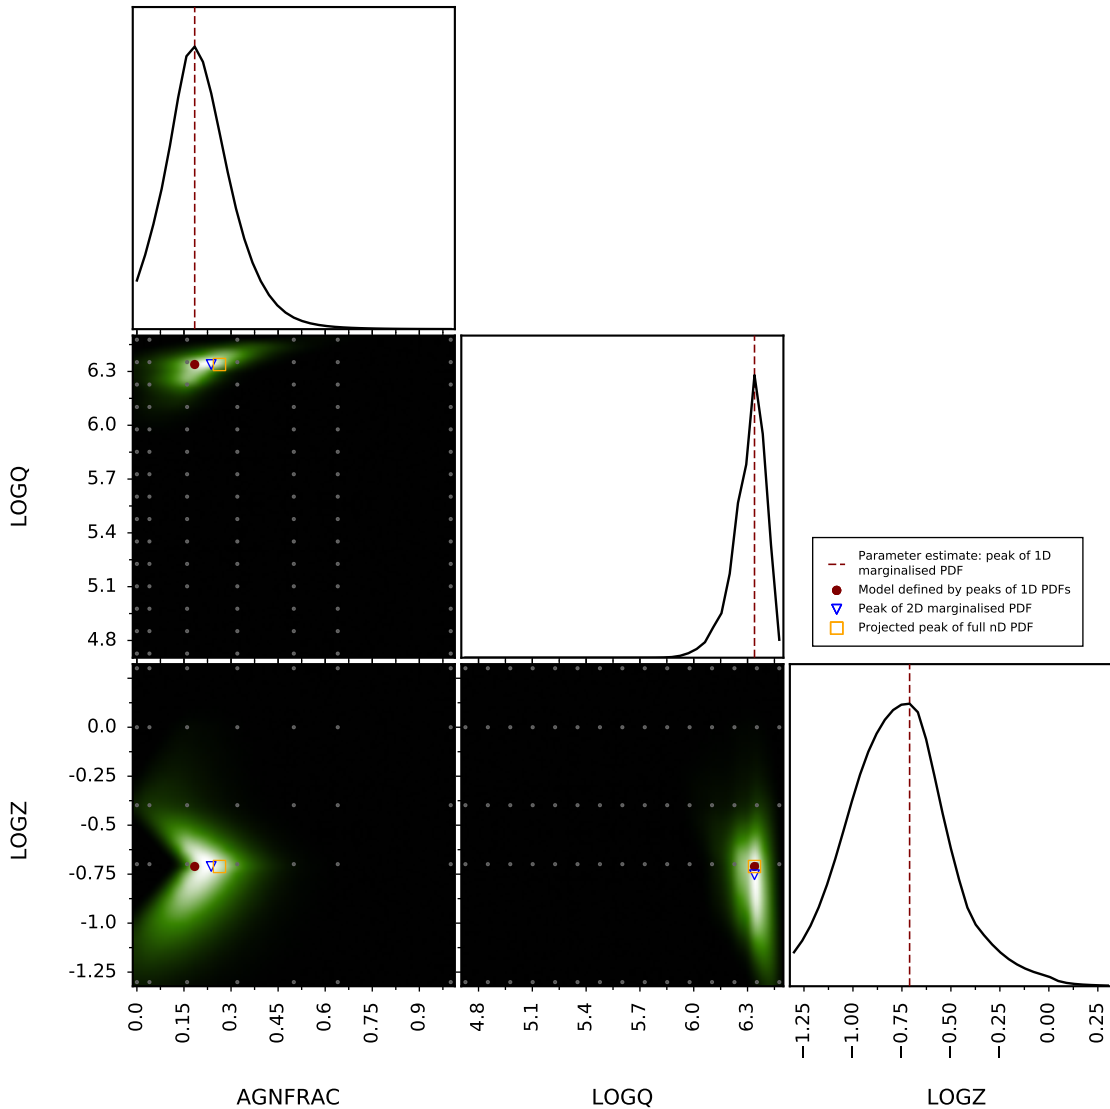 LOGQ
6.3
6.0
5.7
5.4
5.1
4.8
Parameter estimate: peak of 1D
marginalised PDF
Model defined by peaks of 1D PDFs
Peak of 2D marginalised PDF
Projected peak of full nD PDF
LOGZ
0.0
-0.25
-0.5
-0.75
-1.0
-1.25
0.0 0.15 0.3 0.45 0.6 0.75 0.9
4.8 5.1 5.4 5.7 6.0 6.3
−1.25 −1.00 −0.75 −0.50 −0.25 0.00 0.25
AGNFRAC
LOGQ
LOGZ